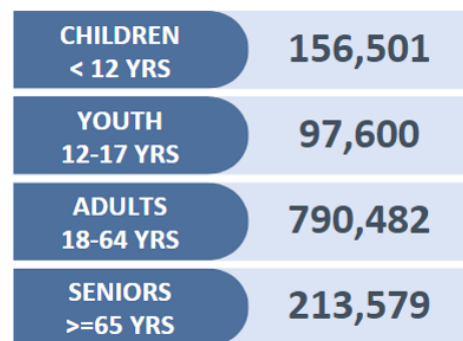 CHILDREN
< 12 YRS
156,501
YOUTH
12-17 YRS
97,600
ADULTS
18-64 YRS
790,482
SENIORS
>=65 YRS
213,579